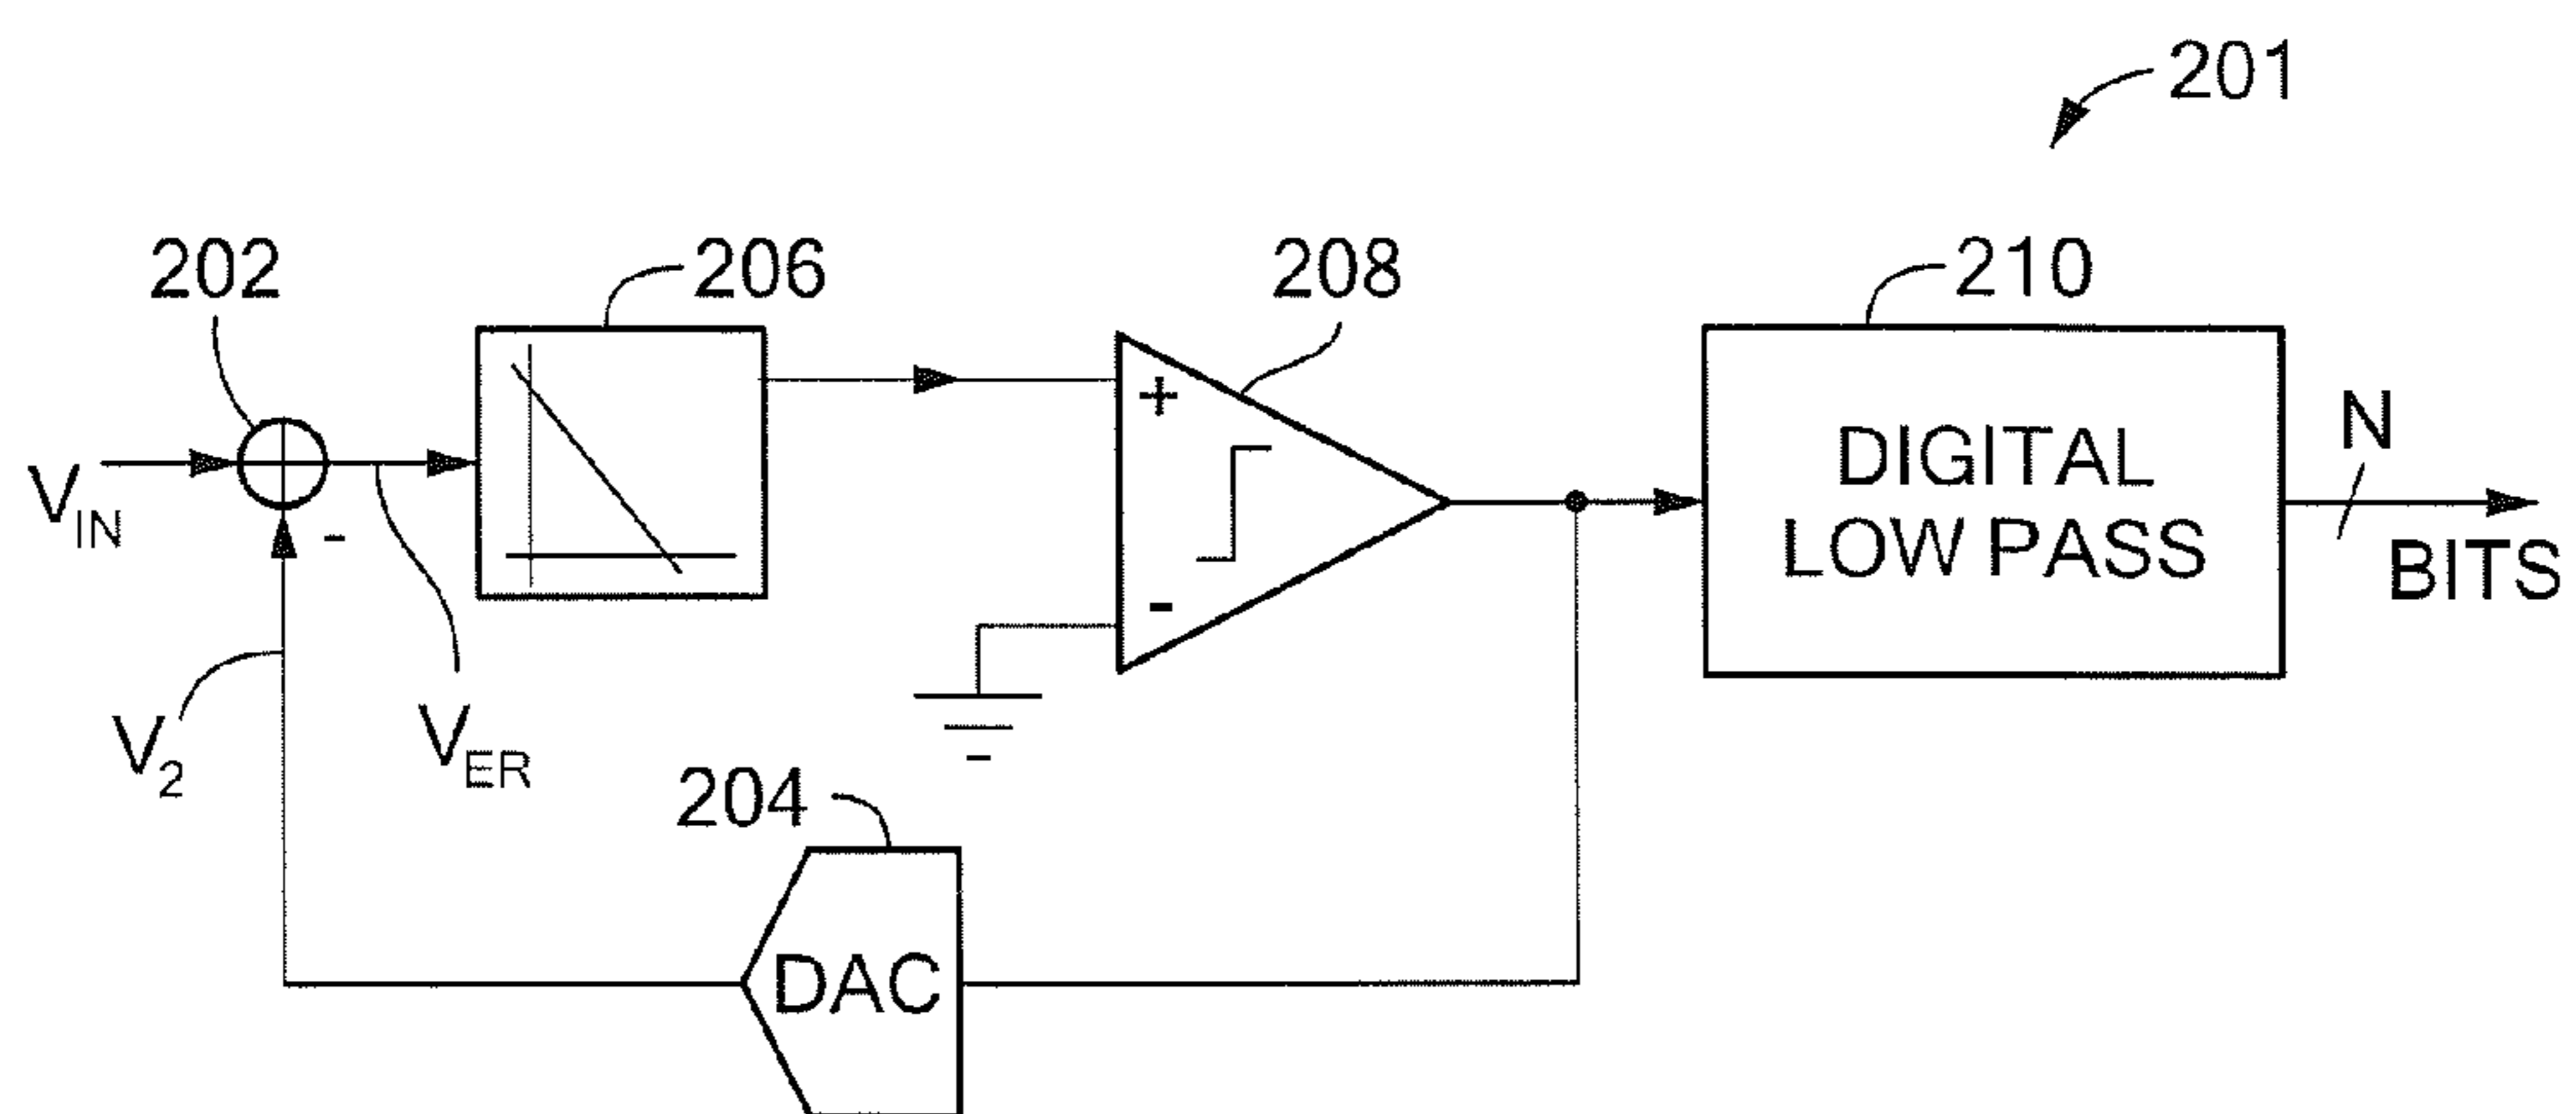 201
202
206
208
210
V_IN
+
-
-
DIGITAL
LOW PASS
N
BITS
V_2
V_ER
204
DAC